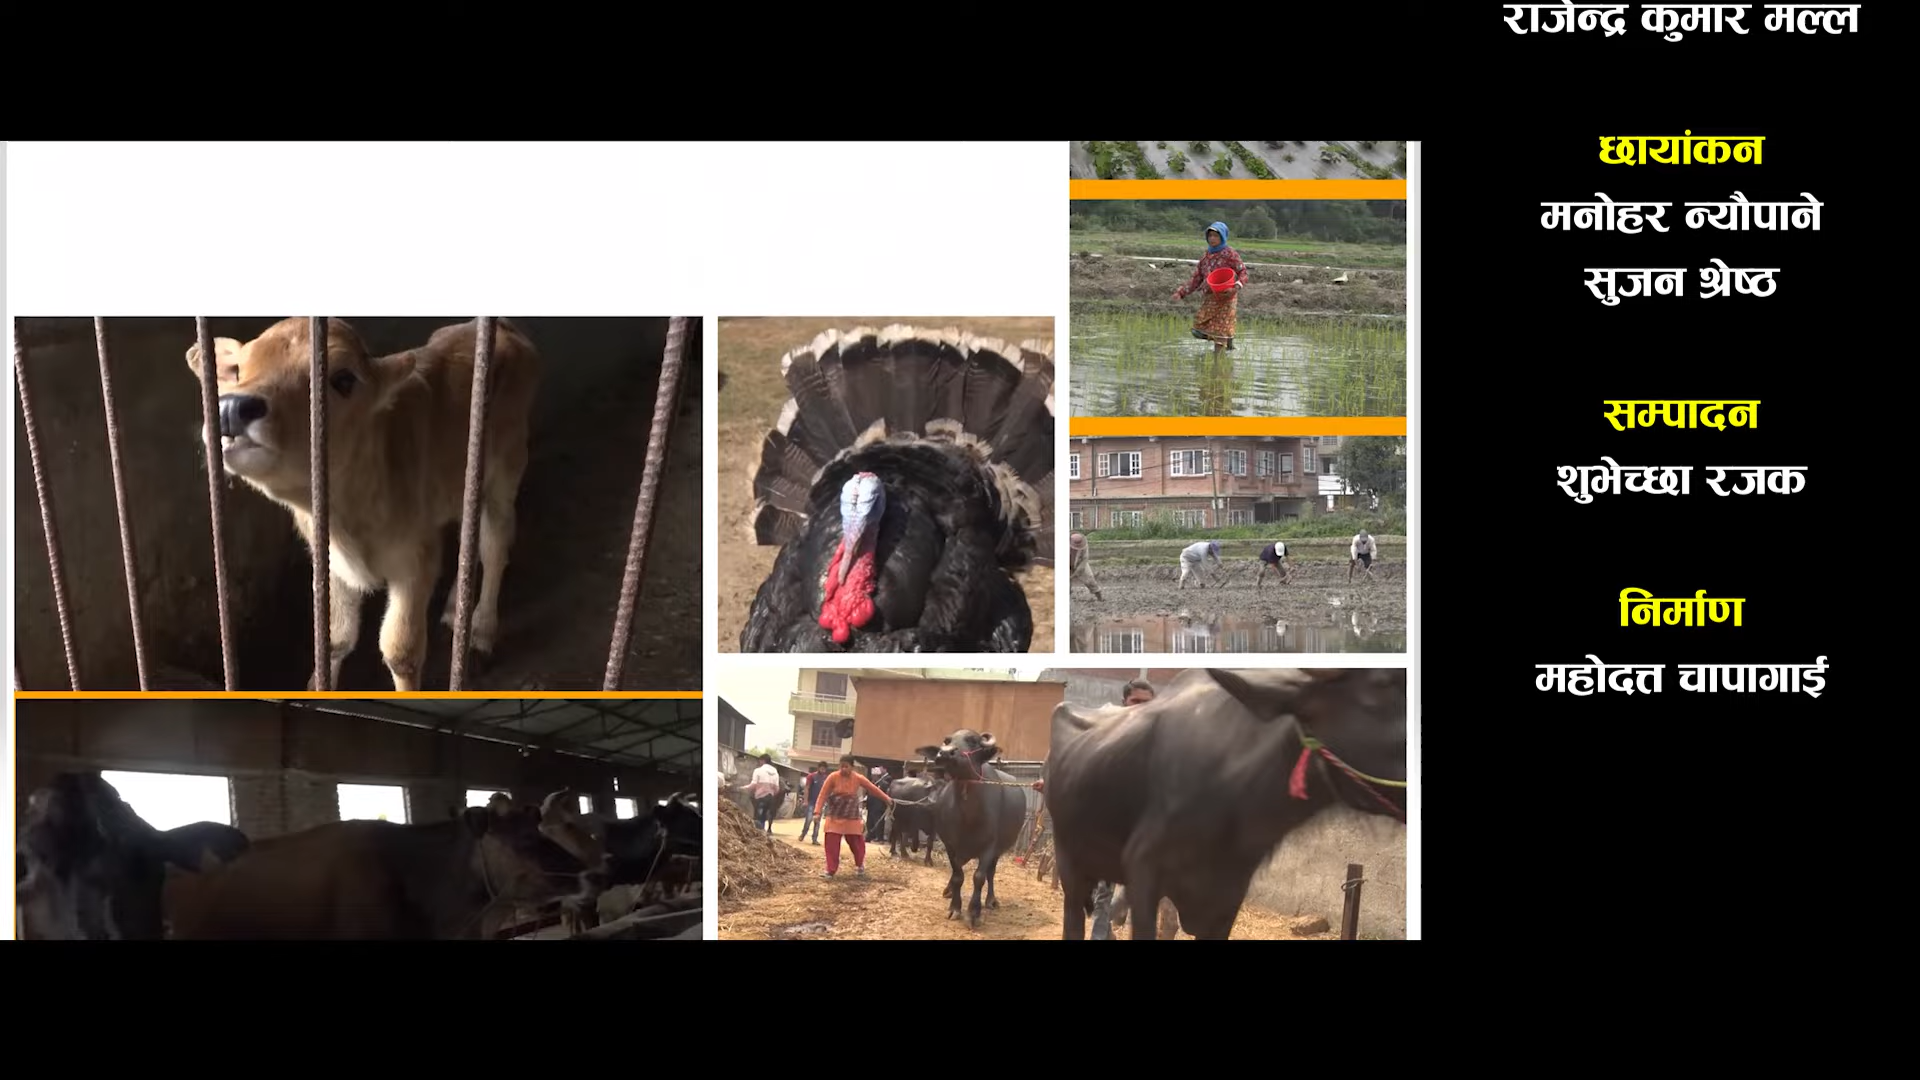 राजेन्द्र कुमार मल्ल
छायांकन
मनोहर न्यौपाने
सुजन श्रेष्ठ
सम्पादन
शुभेच्छा रजक
निर्माण
महोदत्त चापागाई